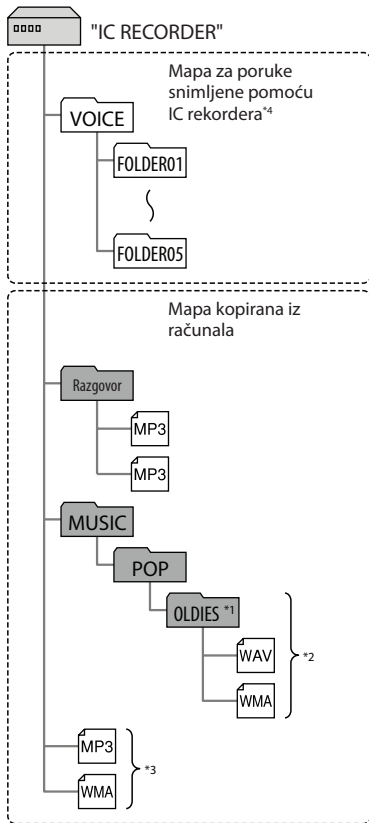 "IC RECORDER"
Mapa za poruke
snimljene pomoću
IC rekordera*4
VOICE
FOLDER01
FOLDER05
Mapa kopirana iz
računala
Razgovor
MP3
MP3
MUSIC
POP
OLDIES *1
WAV
*2
WMA
MP3
*3
WMA